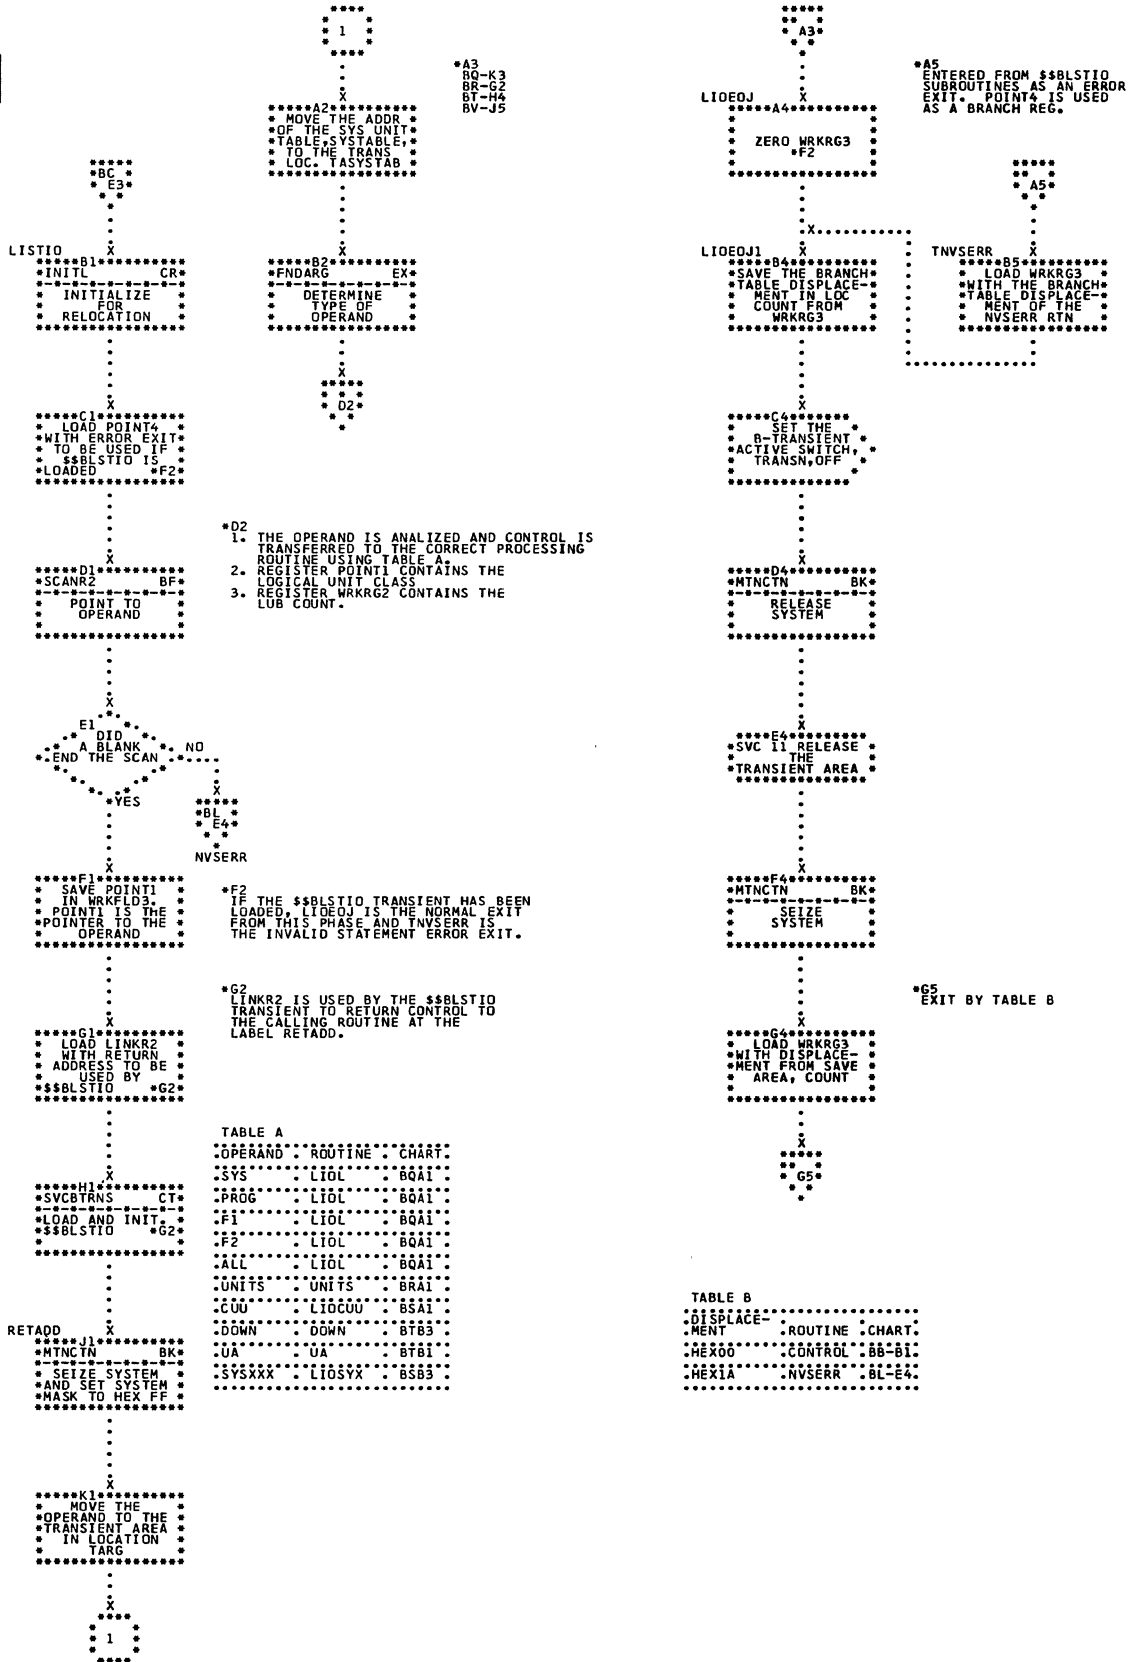 1
A3
*A3
BQ-K3
BR-G2
BT-H4
BV-J5
*A5
ENTERED FROM $$BLSTIO
SUBROUTINES AS AN ERROR
EXIT. POINT4 IS USED
AS A BRANCH REG.
A2
MOVE THE ADDR
OF THE SYS UNIT
TABLE,SYSTABLE,
TO THE TRANS
LOC. TASYSTAB
LIOEOJ
A4
ZERO WRKRG3
*F2
BC
E3
A5
LISTIO
B1
INITL CR
INITIALIZE
FOR
RELOCATION
B2
FNDARG EX
DETERMINE
TYPE OF
OPERAND
LIOEOJ1
B4
SAVE THE BRANCH
TABLE DISPLACE-
MENT IN LOC
COUNT FROM
WRKRG3
TNVSERR
B5
LOAD WRKRG3
WITH THE BRANCH
TABLE DISPLACE-
MENT OF THE
NVSERR RTN
D2
C1
LOAD POINT4
WITH ERROR EXIT
TO BE USED IF
$$BLSTIO IS
LOADED *F2
C4
SET THE
B-TRANSIENT
ACTIVE SWITCH,
TRANSN,OFF
*D2
1. THE OPERAND IS ANALIZED AND CONTROL IS
TRANSFERRED TO THE CORRECT PROCESSING
ROUTINE USING TABLE A.
2. REGISTER POINT1 CONTAINS THE
LOGICAL UNIT CLASS
3. REGISTER WRKRG2 CONTAINS THE
LUB COUNT.
D1
SCANR2 BF
POINT TO
OPERAND
D4
MTNCTN BK
RELEASE
SYSTEM
E1
DID
A BLANK
END THE SCAN
NO
YES
BL
E4
NVSERR
E4
SVC 11 RELEASE
THE
TRANSIENT AREA
F1
SAVE POINT1
IN WRKFLD3.
POINT1 IS THE
POINTER TO THE
OPERAND
*F2
IF THE $$BLSTIO TRANSIENT HAS BEEN
LOADED, LIOEOJ IS THE NORMAL EXIT
FROM THIS PHASE AND TNVSERR IS
THE INVALID STATEMENT ERROR EXIT.
F4
MTNCTN BK
SEIZE
SYSTEM
*G2
LINKR2 IS USED BY THE $$BLSTIO
TRANSIENT TO RETURN CONTROL TO
THE CALLING ROUTINE AT THE
LABEL RETADD.
*G5
EXIT BY TABLE B
G1
LOAD LINKR2
WITH RETURN
ADDRESS TO BE
USED BY
$$BLSTIO *G2
G4
LOAD WRKRG3
WITH DISPLACE-
MENT FROM SAVE
AREA, COUNT
G5
H1
SVCBTRNS CT
LOAD AND INIT.
$$BLSTIO *G2
TABLE A
OPERAND ROUTINE CHART
SYS LIOL BQA1
PROG LIOL BQA1
F1 LIOL BQA1
F2 LIOL BQA1
ALL LIOL BQA1
UNITS UNITS BRA1
CUU LIOCUU BSA1
DOWN DOWN BTB3
UA UA BTB1
SYSXXX LIOSYX BSB3
TABLE B
DISPLACE-
MENT ROUTINE CHART
HEX00 CONTROL BB-B1
HEX1A NVSERR BL-E4
RETADD
J1
MTNCTN BK
SEIZE SYSTEM
AND SET SYSTEM
MASK TO HEX FF
K1
MOVE THE
OPERAND TO THE
TRANSIENT AREA
IN LOCATION
TARG
1